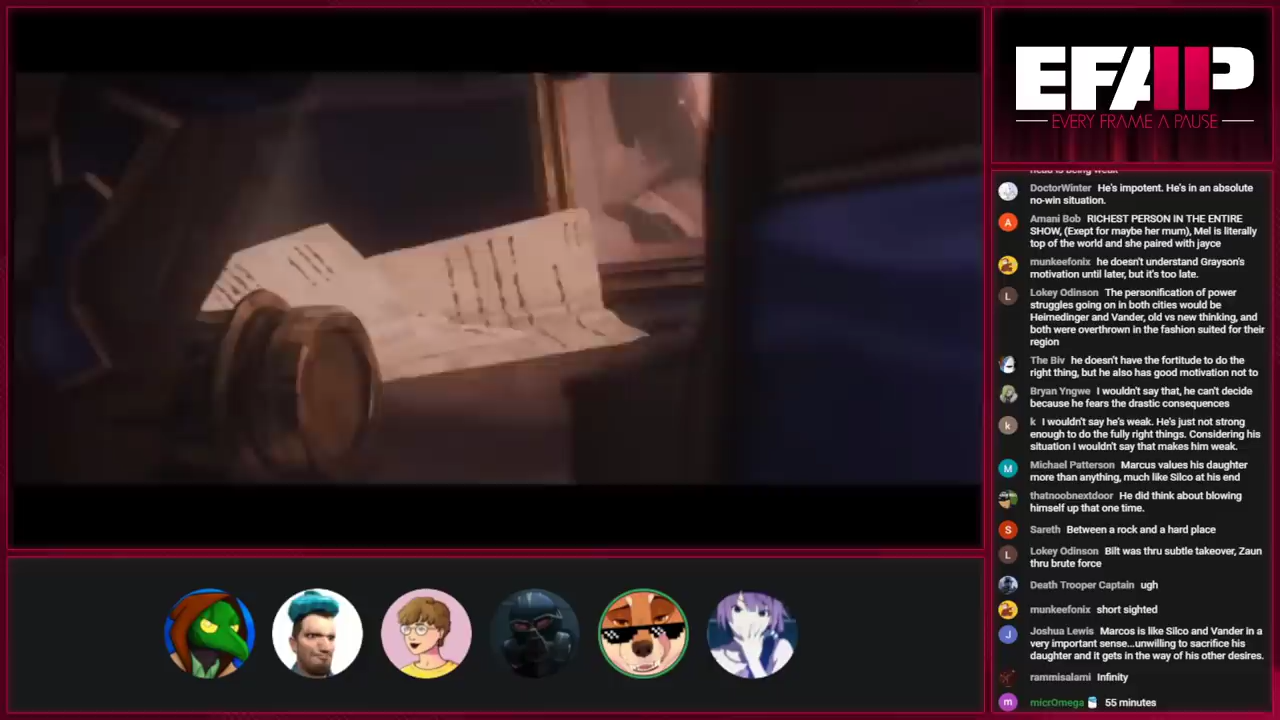 EFAP
EVERY FRAME A PAUSE
head is being weak
DoctorWinter He's impotent. He's in an absolute
no-win situation.
Amani Bob RICHEST PERSON IN THE ENTIRE
SHOW, (Exept for maybe her mum), Mel is literally
top of the world and she paired with jayce
munkeefonix he doesn't understand Grayson's
motivation until later, but it's too late.
Lokey Odinson The personification of power
struggles going on in both cities would be
Heimedinger and Vander, old vs new thinking, and
both were overthrown in the fashion suited for their
region
The Biv he doesn't have the fortitude to do the
right thing, but he also has good motivation not to
Bryan Yngwe I wouldn't say that, he can't decide
because he fears the drastic consequences
k I wouldn't say he's weak. He's just not strong
enough to do the fully right things. Considering his
situation I wouldn't say that makes him weak.
Michael Patterson Marcus values his daughter
more than anything, much like Silco at his end
thatnoobnextdoor He did think about blowing
himself up that one time.
Sareth Between a rock and a hard place
Lokey Odinson Bilt was thru subtle takeover, Zaun
thru brute force
Death Trooper Captain ugh
munkeefonix short sighted
Joshua Lewis Marcos is like Silco and Vander in a
very important sense...unwilling to sacrifice his
daughter and it gets in the way of his other desires.
rammisalami Infinity
micrOmega 55 minutes